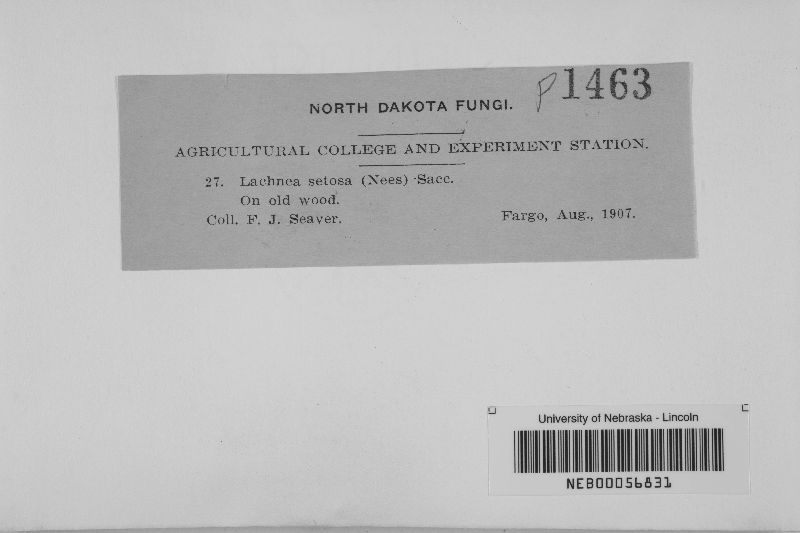 P 1463
NORTH DAKOTA FUNGI.
AGRICULTURAL COLLEGE AND EXPERIMENT STATION.
27. Lachnea setosa (Nees) Sacc.
On old wood.
Coll. F. J. Seaver. Fargo, Aug., 1907.
University of Nebraska - Lincoln
NEB00056831